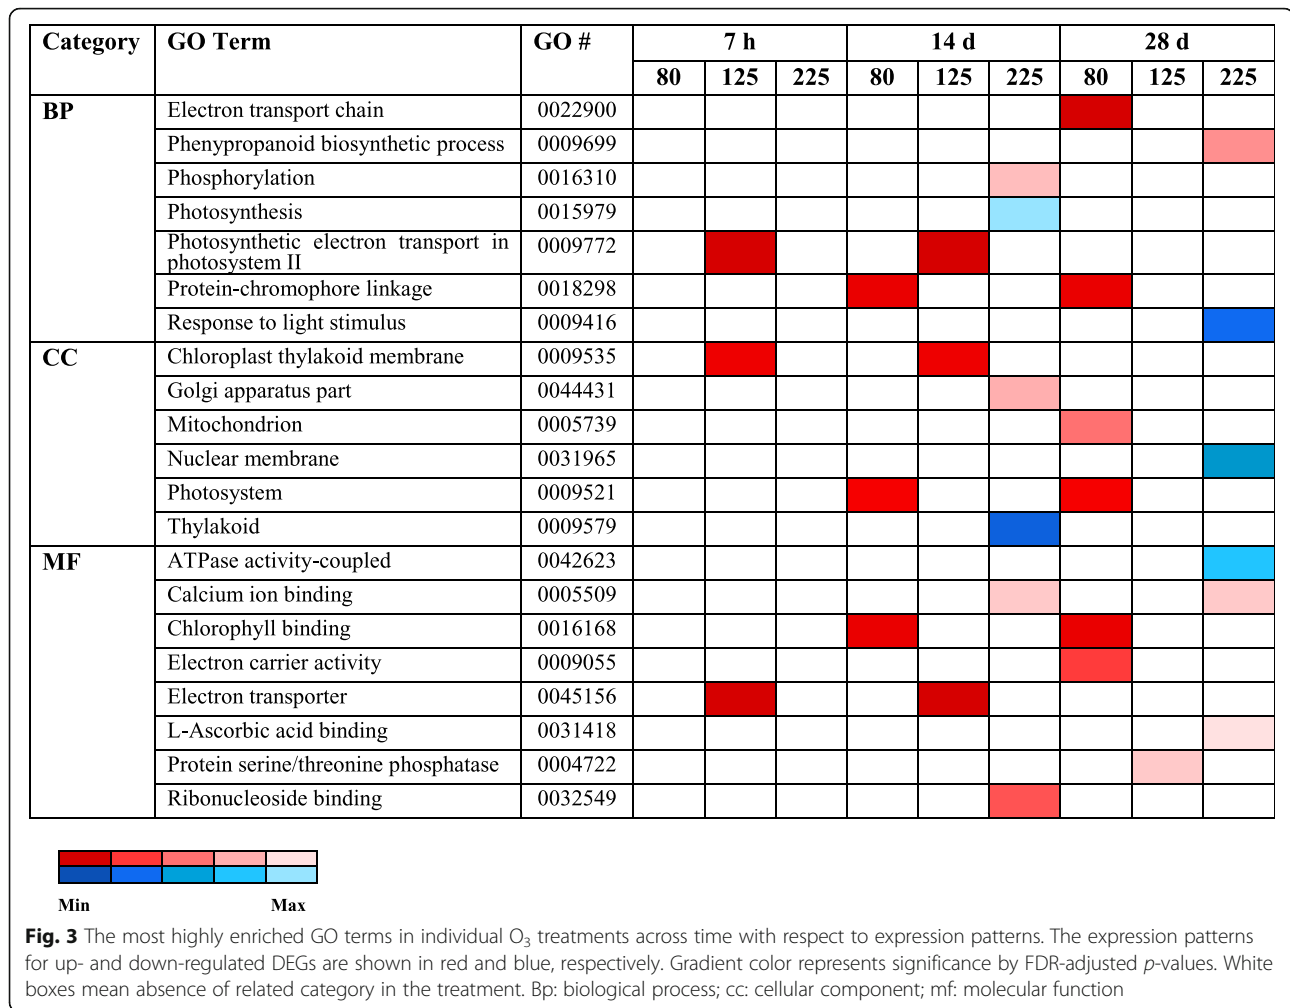 Category GO Term GO # 7 h 14 d 28 d
80 125 225 80 125 225 80 125 225
BP Electron transport chain 0022900
Phenypropanoid biosynthetic process 0009699
Phosphorylation 0016310
Photosynthesis 0015979
Photosynthetic electron transport in
photosystem II 0009772
Protein-chromophore linkage 0018298
Response to light stimulus 0009416
CC Chloroplast thylakoid membrane 0009535
Golgi apparatus part 0044431
Mitochondrion 0005739
Nuclear membrane 0031965
Photosystem 0009521
Thylakoid 0009579
MF ATPase activity-coupled 0042623
Calcium ion binding 0005509
Chlorophyll binding 0016168
Electron carrier activity 0009055
Electron transporter 0045156
L-Ascorbic acid binding 0031418
Protein serine/threonine phosphatase 0004722
Ribonucleoside binding 0032549
Min Max
Fig. 3 The most highly enriched GO terms in individual O3 treatments across time with respect to expression patterns. The expression patterns
for up- and down-regulated DEGs are shown in red and blue, respectively. Gradient color represents significance by FDR-adjusted p-values. White
boxes mean absence of related category in the treatment. Bp: biological process; cc: cellular component; mf: molecular function